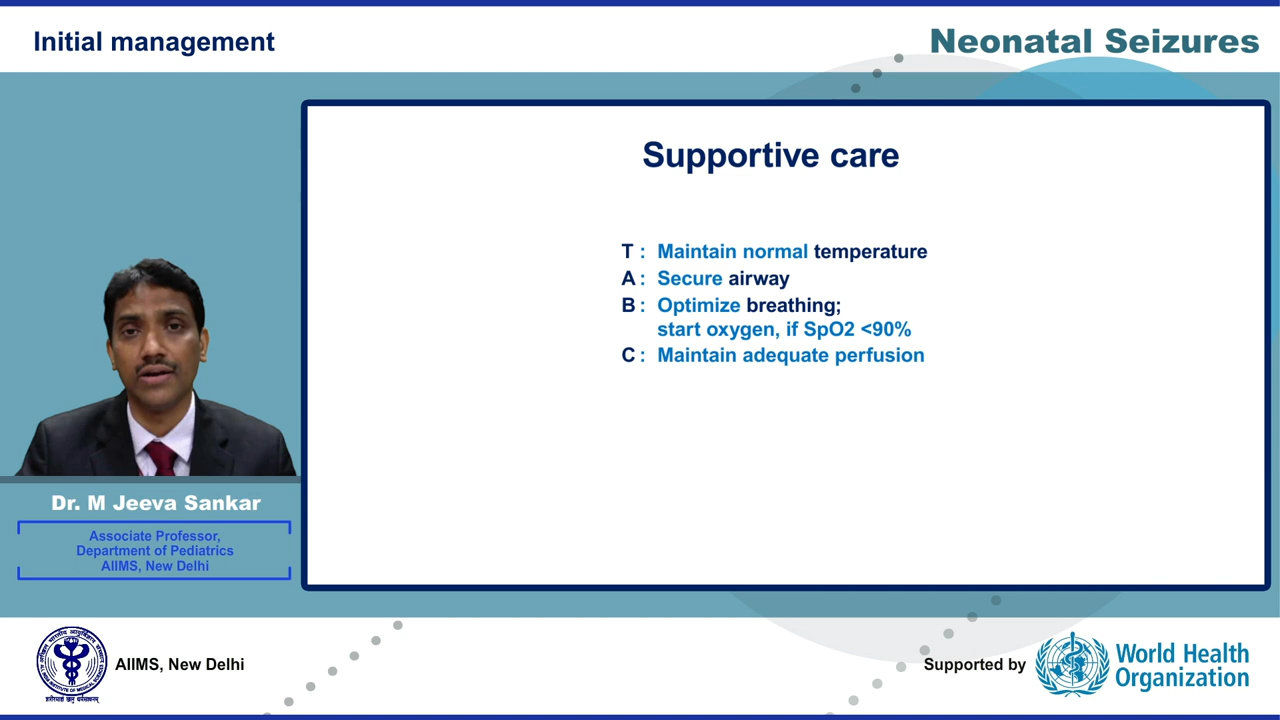 Initial management
Neonatal Seizures
Supportive care
T : Maintain normal temperature
A : Secure airway
B : Optimize breathing;
start oxygen, if SpO2 <90%
C : Maintain adequate perfusion
Dr. M Jeeva Sankar
Associate Professor,
Department of Pediatrics
AIIMS, New Delhi
AIIMS, New Delhi
Supported by
World Health
Organization